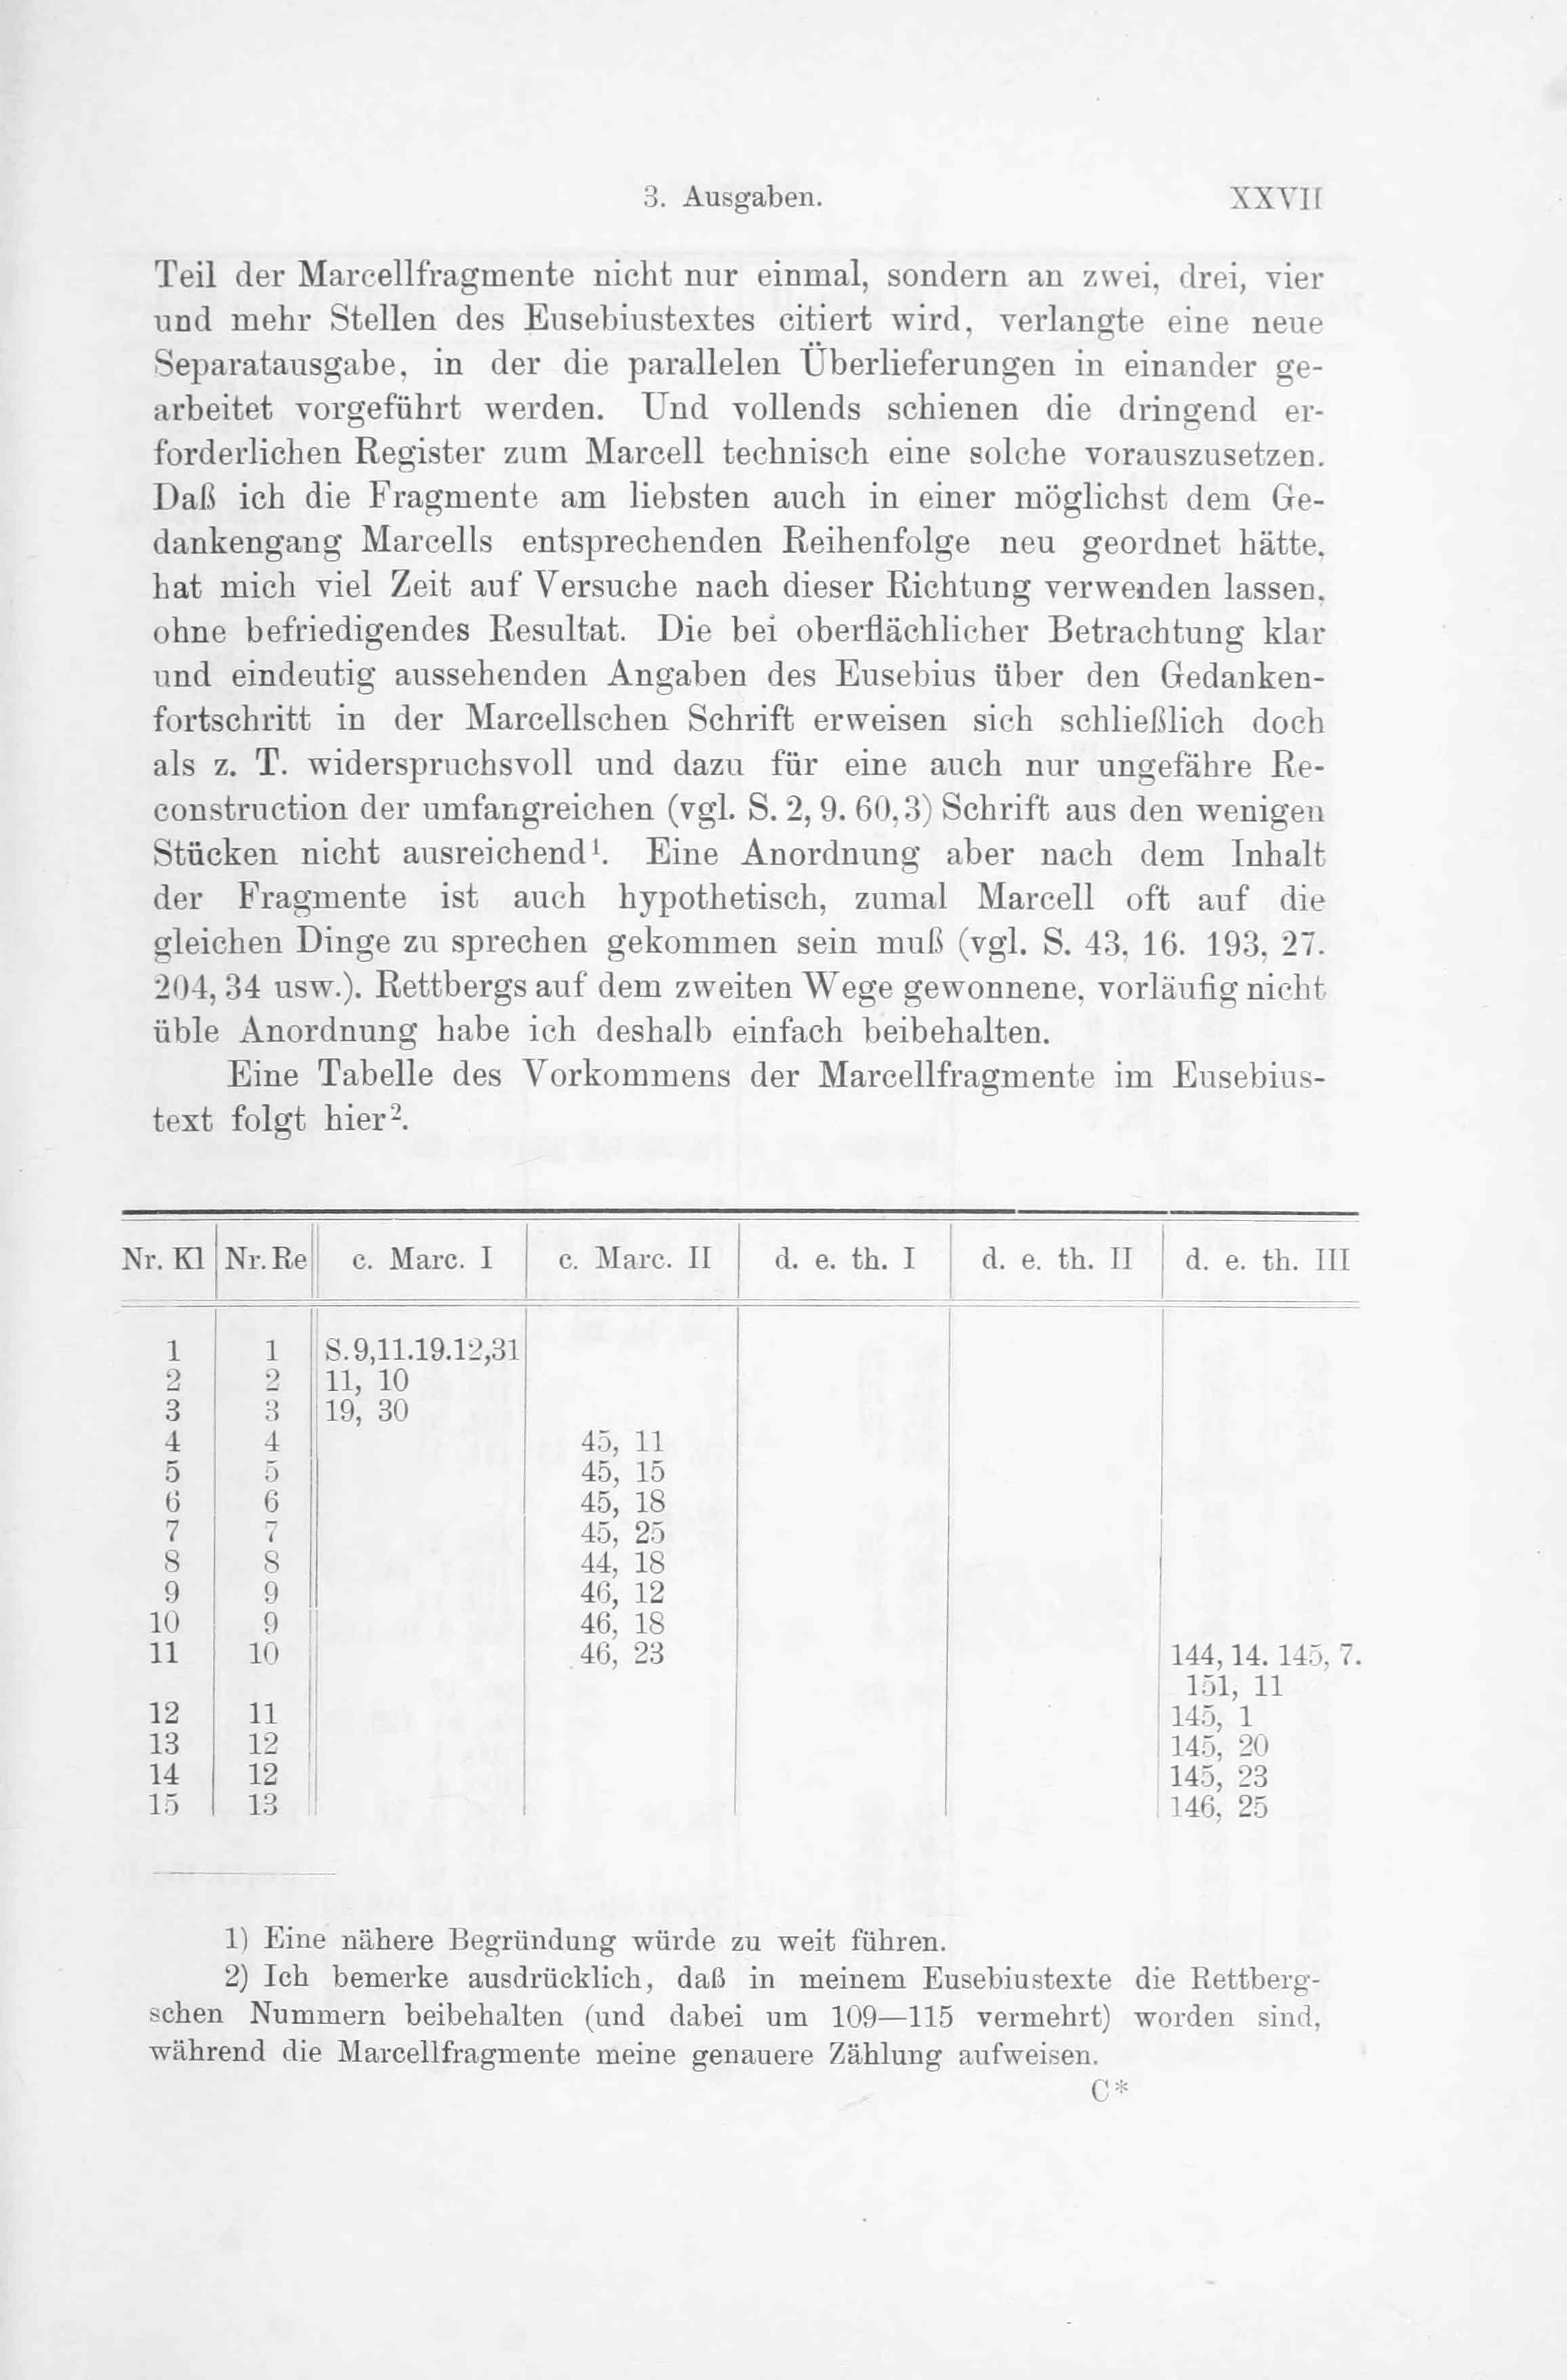 3. Ausgaben. XXVII
Teil der Marcellfragmente nicht nur einmal, sondern an zwei, drei, vier
und mehr Stellen des Eusebiustextes citiert wird, verlangte eine neue
Separatausgabe, in der die parallelen Überlieferungen in einander ge-
arbeitet vorgeführt werden. Und vollends schienen die dringend er-
forderlichen Register zum Marcell technisch eine solche vorauszusetzen.
Daß ich die Fragmente am liebsten auch in einer möglichst dem Ge-
dankengang Marcells entsprechenden Reihenfolge neu geordnet hätte,
hat mich viel Zeit auf Versuche nach dieser Richtung verwenden lassen,
ohne befriedigendes Resultat. Die bei oberflächlicher Betrachtung klar
und eindeutig aussehenden Angaben des Eusebius über den Gedanken-
fortschritt in der Marcellschen Schrift erweisen sich schließlich doch
als z. T. widerspruchsvoll und dazu für eine auch nur ungefähre Re-
construction der umfangreichen (vgl. S. 2, 9. 60, 3) Schrift aus den wenigen
Stücken nicht ausreichend¹. Eine Anordnung aber nach dem Inhalt
der Fragmente ist auch hypothetisch, zumal Marcell oft auf die
gleichen Dinge zu sprechen gekommen sein muß (vgl. S. 43, 16. 193, 27.
204, 34 usw.). Rettbergs auf dem zweiten Wege gewonnene, vorläufig nicht
üble Anordnung habe ich deshalb einfach beibehalten.
Eine Tabelle des Vorkommens der Marcellfragmente im Eusebius-
text folgt hier².
Nr. Kl Nr. Re c. Marc. I c. Marc. II d. e. th. I d. e. th. II d. e. th. III
1 1 S. 9,11.19.12,31
2 2 11, 10
3 3 19, 30
4 4 45, 11
5 5 45, 15
6 6 45, 18
7 7 45, 25
8 8 44, 18
9 9 46, 12
10 9 46, 18
11 10 46, 23 144, 14. 145, 7.
151, 11
12 11 145, 1
13 12 145, 20
14 12 145, 23
15 13 146, 25
1) Eine nähere Begründung würde zu weit führen.
2) Ich bemerke ausdrücklich, daß in meinem Eusebiustexte die Rettberg-
schen Nummern beibehalten (und dabei um 109—115 vermehrt) worden sind,
während die Marcellfragmente meine genauere Zählung aufweisen.
C*